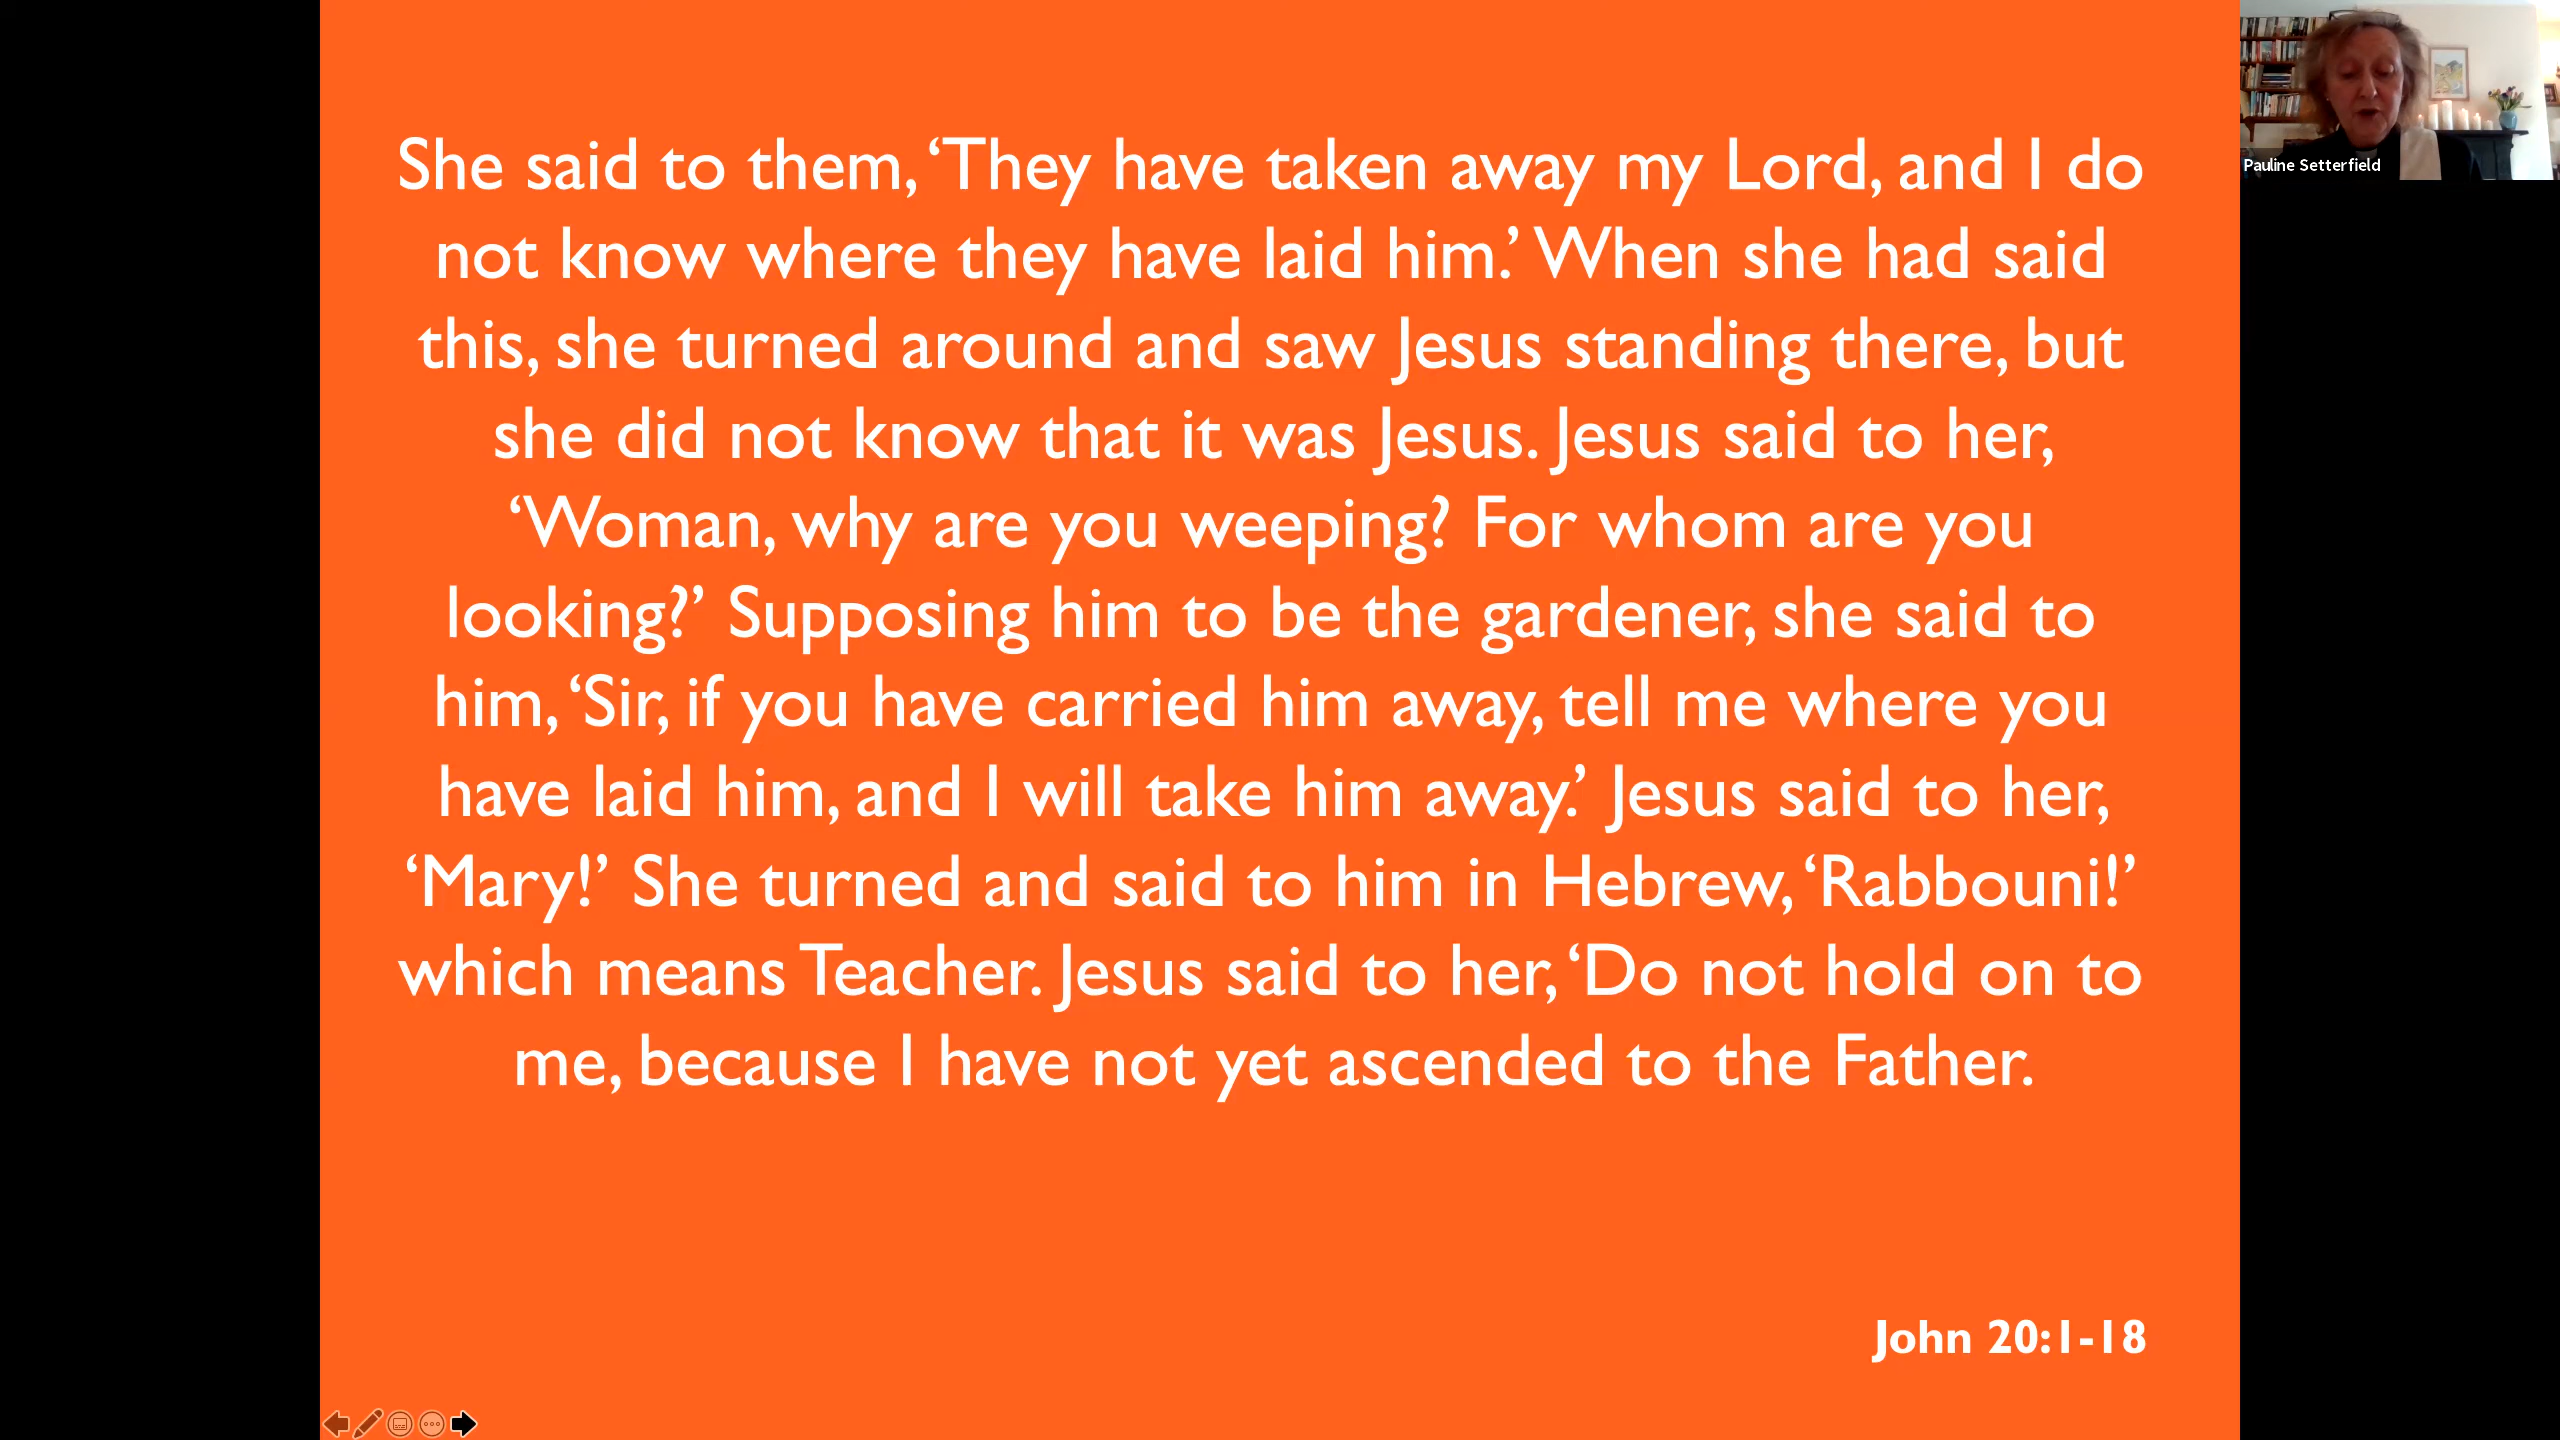 She said to them, ‘They have taken away my Lord, and I do
not know where they have laid him.’ When she had said
this, she turned around and saw Jesus standing there, but
she did not know that it was Jesus. Jesus said to her,
‘Woman, why are you weeping? For whom are you
looking?’ Supposing him to be the gardener, she said to
him, ‘Sir, if you have carried him away, tell me where you
have laid him, and I will take him away.’ Jesus said to her,
‘Mary!’ She turned and said to him in Hebrew, ‘Rabbouni!’
which means Teacher. Jesus said to her, ‘Do not hold on to
me, because I have not yet ascended to the Father.
John 20:1-18
Pauline Setterfield